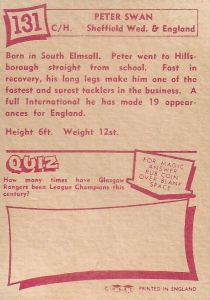 131
C/H.
PETER SWAN
Sheffield Wed. & England
Born in South Elmsall. Peter went to Hills-
borough straight from school. Fast in
recovery, his long legs make him one of the
fastest and surest tacklers in the business. A
full International he has made 19 appear-
ances for England.
Height 6ft. Weight 12st.
QUIZ
How many times have Glasgow
Rangers been League Champions this
century?
FOR MAGIC
ANSWER
RUB COIN
OVER BLANK
SPACE
PRINTED IN ENGLAND